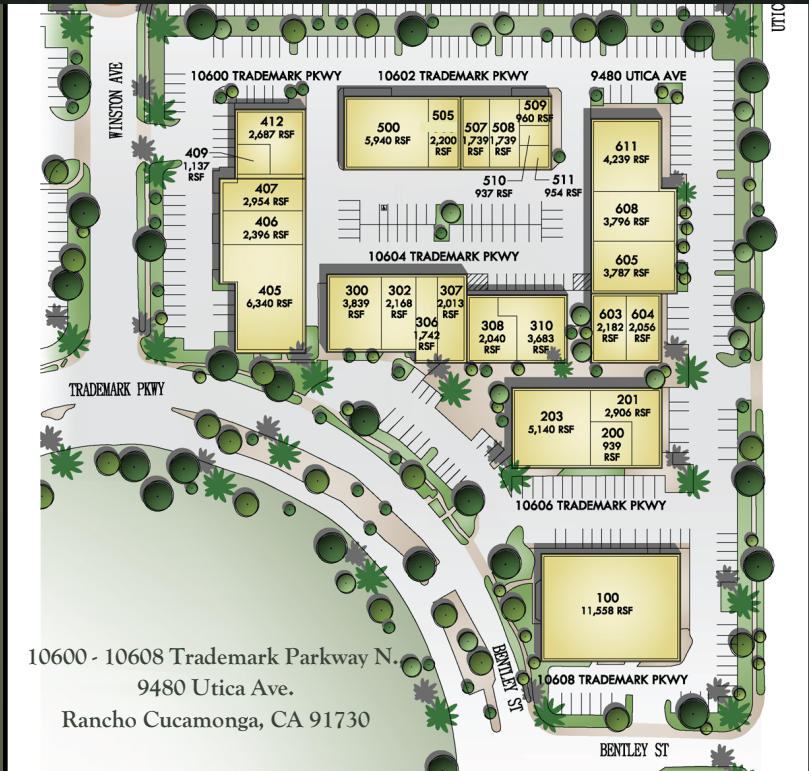 UTIC
WINSTON AVE
10600 TRADEMARK PKWY
10602 TRADEMARK PKWY
9480 UTICA AVE
412
2,687 RSF
409
1,137
RSF
407
2,954 RSF
406
2,396 RSF
405
6,340 RSF
500
5,940 RSF
505
2,200
RSF
507
1,739
RSF
508
1,739
RSF
509
960 RSF
510
937 RSF
511
954 RSF
611
4,239 RSF
608
3,796 RSF
605
3,787 RSF
603
2,182
RSF
604
2,056
RSF
10604 TRADEMARK PKWY
300
3,839
RSF
302
2,168
RSF
306
1,742
RSF
307
2,013
RSF
308
2,040
RSF
310
3,683
RSF
TRADEMARK PKWY
203
5,140 RSF
201
2,906 RSF
200
939
RSF
10606 TRADEMARK PKWY
100
11,558 RSF
10608 TRADEMARK PKWY
BENTLEY ST
BENTLEY ST
10600 - 10608 Trademark Parkway N..
9480 Utica Ave.
Rancho Cucamonga, CA 91730